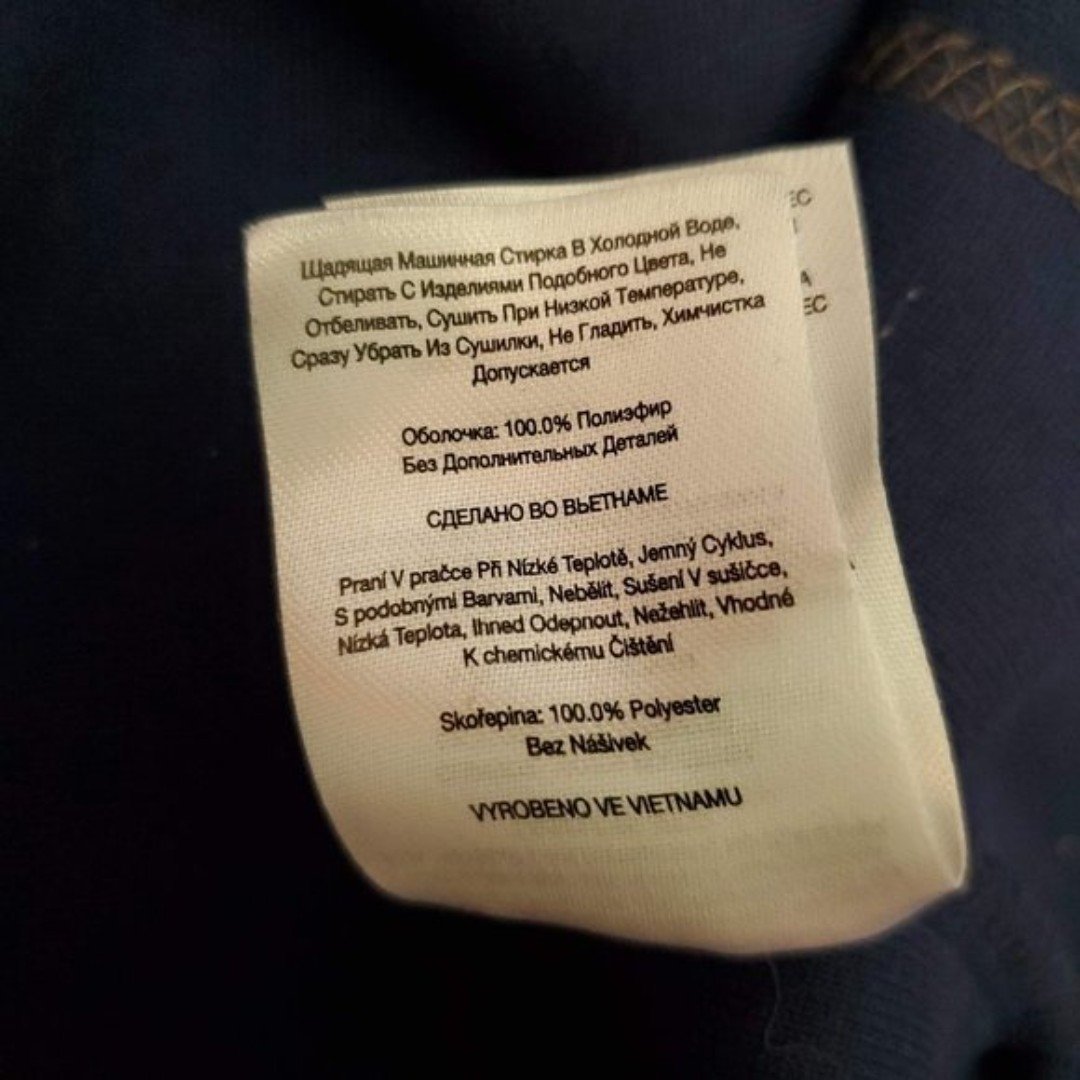 Щадящая Машинная Стирка В Холодной Воде,
Стирать С Изделиями Подобного Цвета, Не
Отбеливать, Сушить При Низкой Температуре,
Сразу Убрать Из Сушилки, Не Гладить, Химчистка
Допускается
Оболочка: 100.0% Полиэфир
Без Дополнительных Деталей
СДЕЛАНО ВО ВЬЕТНАМЕ
Praní V pračce Při Nízké Teplotě, Jemný Cyklus,
S podobnými Barvami, Nebělit, Sušení V sušičce,
Nízká Teplota, Ihned Odepnout, Nežehlit, Vhodné
K chemickému Čištění
Skořepina: 100.0% Polyester
Bez Nášivek
VYROBENO VE VIETNAMU